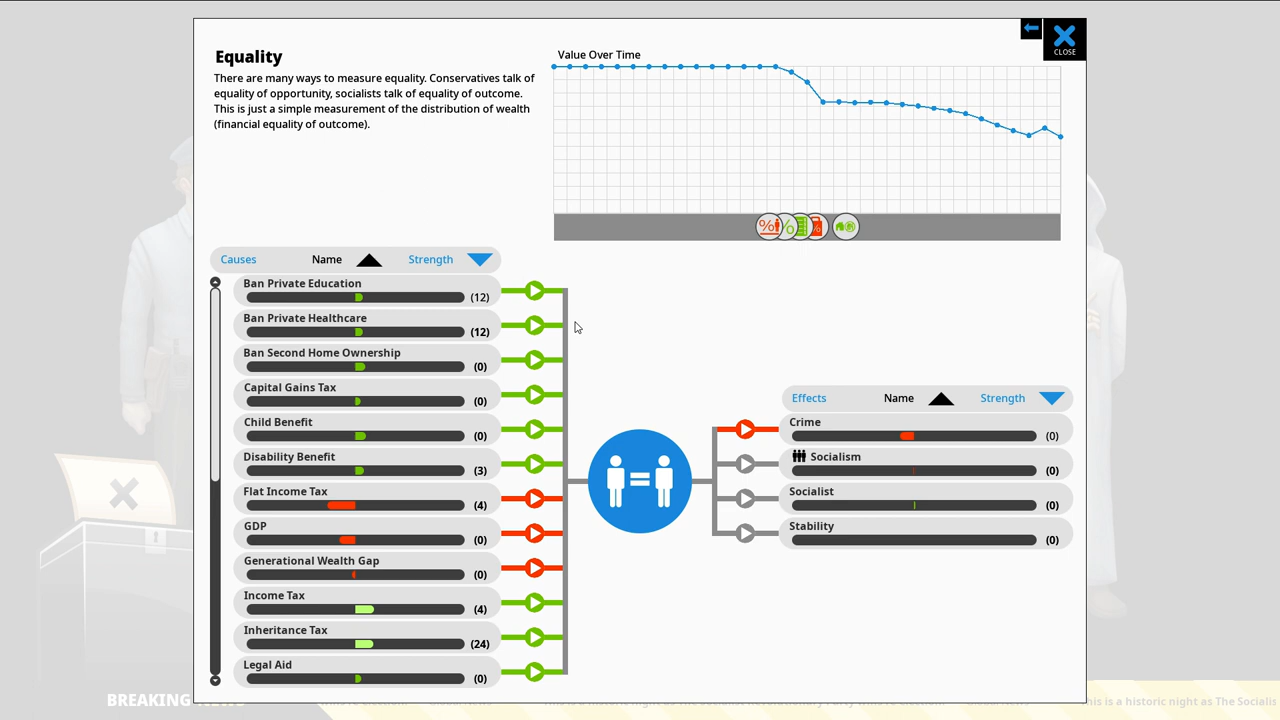 CLOSE
Equality
There are many ways to measure equality. Conservatives talk of
equality of opportunity, socialists talk of equality of outcome.
This is just a simple measurement of the distribution of wealth
(financial equality of outcome).
Value Over Time
Causes Name Strength
Ban Private Education
(12)
Ban Private Healthcare
(12)
Ban Second Home Ownership
(0)
Capital Gains Tax
(0)
Child Benefit
(0)
Disability Benefit
(3)
Flat Income Tax
(4)
GDP
(0)
Generational Wealth Gap
(0)
Income Tax
(4)
Inheritance Tax
(24)
Legal Aid
(0)
Effects Name Strength
Crime
(0)
Socialism
(0)
Socialist
(0)
Stability
(0)
BREAKING
This is a historic night as The Socialis